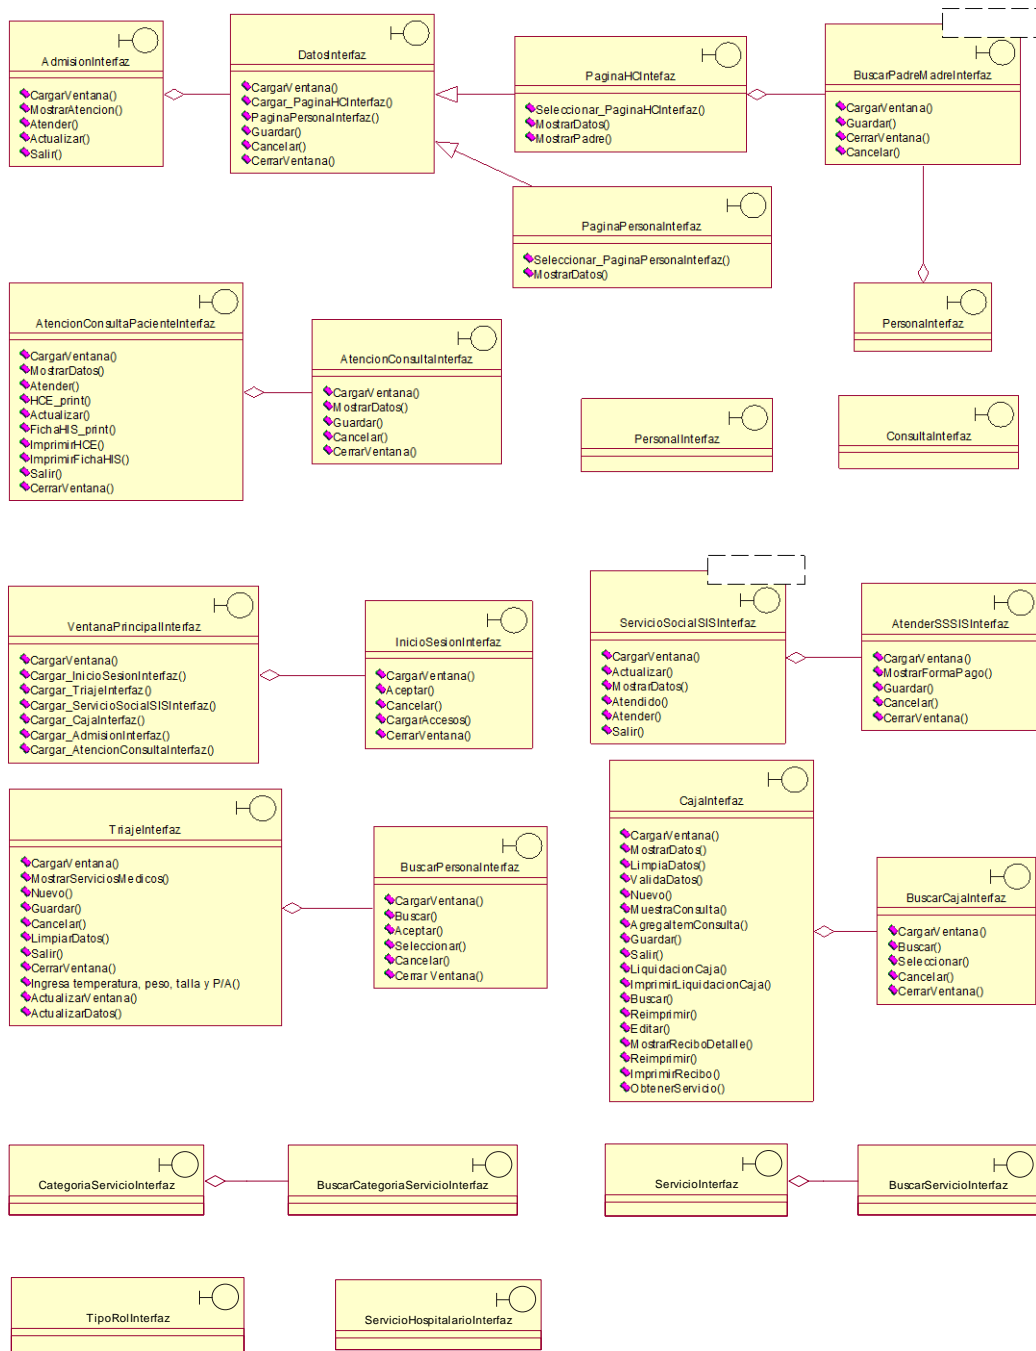 AdmisionInterfaz
CargarVentana()
MostrarAtencion()
Atender()
Actualizar()
Salir()
DatosInterfaz
CargarVentana()
Cargar_PaginaHCInterfaz()
PaginaPersonaInterfaz()
Guardar()
Cancelar()
CerrarVentana()
PaginaHCIntefaz
Seleccionar_PaginaHCInterfaz()
MostrarDatos()
MostrarPadre()
BuscarPadreMadreInterfaz
CargarVentana()
Guardar()
CerrarVentana()
Cancelar()
PaginaPersonaInterfaz
Seleccionar_PaginaPersonaInterfaz()
MostrarDatos()
PersonaInterfaz
AtencionConsultaPacienteInterfaz
CargarVentana()
MostrarDatos()
Atender()
HCE_print()
Actualizar()
FichaHIS_print()
ImprimirHCE()
ImprimirFichaHIS()
Salir()
CerrarVentana()
AtencionConsultaInterfaz
CargarVentana()
MostrarDatos()
Guardar()
Cancelar()
CerrarVentana()
PersonalInterfaz
ConsultaInterfaz
VentanaPrincipalInterfaz
CargarVentana()
Cargar_InicioSesionInterfaz()
Cargar_TriajeInterfaz()
Cargar_ServicioSocialSISInterfaz()
Cargar_CajaInterfaz()
Cargar_AdmisionInterfaz()
Cargar_AtencionConsultaInterfaz()
InicioSesionInterfaz
CargarVentana()
Aceptar()
Cancelar()
CargarAccesos()
CerrarVentana()
ServicioSocialSISInterfaz
CargarVentana()
Actualizar()
MostrarDatos()
Atendido()
Atender()
Salir()
AtenderSSSISInterfaz
CargarVentana()
MostrarFormaPago()
Guardar()
Cancelar()
CerrarVentana()
TriajeInterfaz
CargarVentana()
MostrarServiciosMedicos()
Nuevo()
Guardar()
Cancelar()
LimpiarDatos()
Salir()
CerrarVentana()
Ingresa temperatura, peso, talla y P/A()
ActualizarVentana()
ActualizarDatos()
BuscarPersonaInterfaz
CargarVentana()
Buscar()
Aceptar()
Seleccionar()
Cancelar()
Cerrar Ventana()
CajaInterfaz
CargarVentana()
MostrarDatos()
LimpiaDatos()
ValidaDatos()
Nuevo()
MuestraConsulta()
AgregaItemConsulta()
Guardar()
Salir()
LiquidacionCaja()
ImprimirLiquidacionCaja()
Buscar()
Reimprimir()
Editar()
MostrarReciboDetalle()
Reimprimir()
ImprimirRecibo()
ObtenerServicio()
BuscarCajaInterfaz
CargarVentana()
Buscar()
Seleccionar()
Cancelar()
CerrarVentana()
CategoriaServicioInterfaz
BuscarCategoriaServicioInterfaz
ServicioInterfaz
BuscarServicioInterfaz
TipoRolInterfaz
ServicioHospitalarioInterfaz